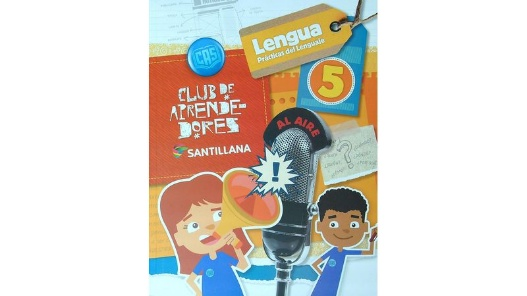 CAS
Lengua
Prácticas del Lenguaje
5
CLUB DE
APRENDE-
DORES
SANTILLANA
AL AIRE
!
?